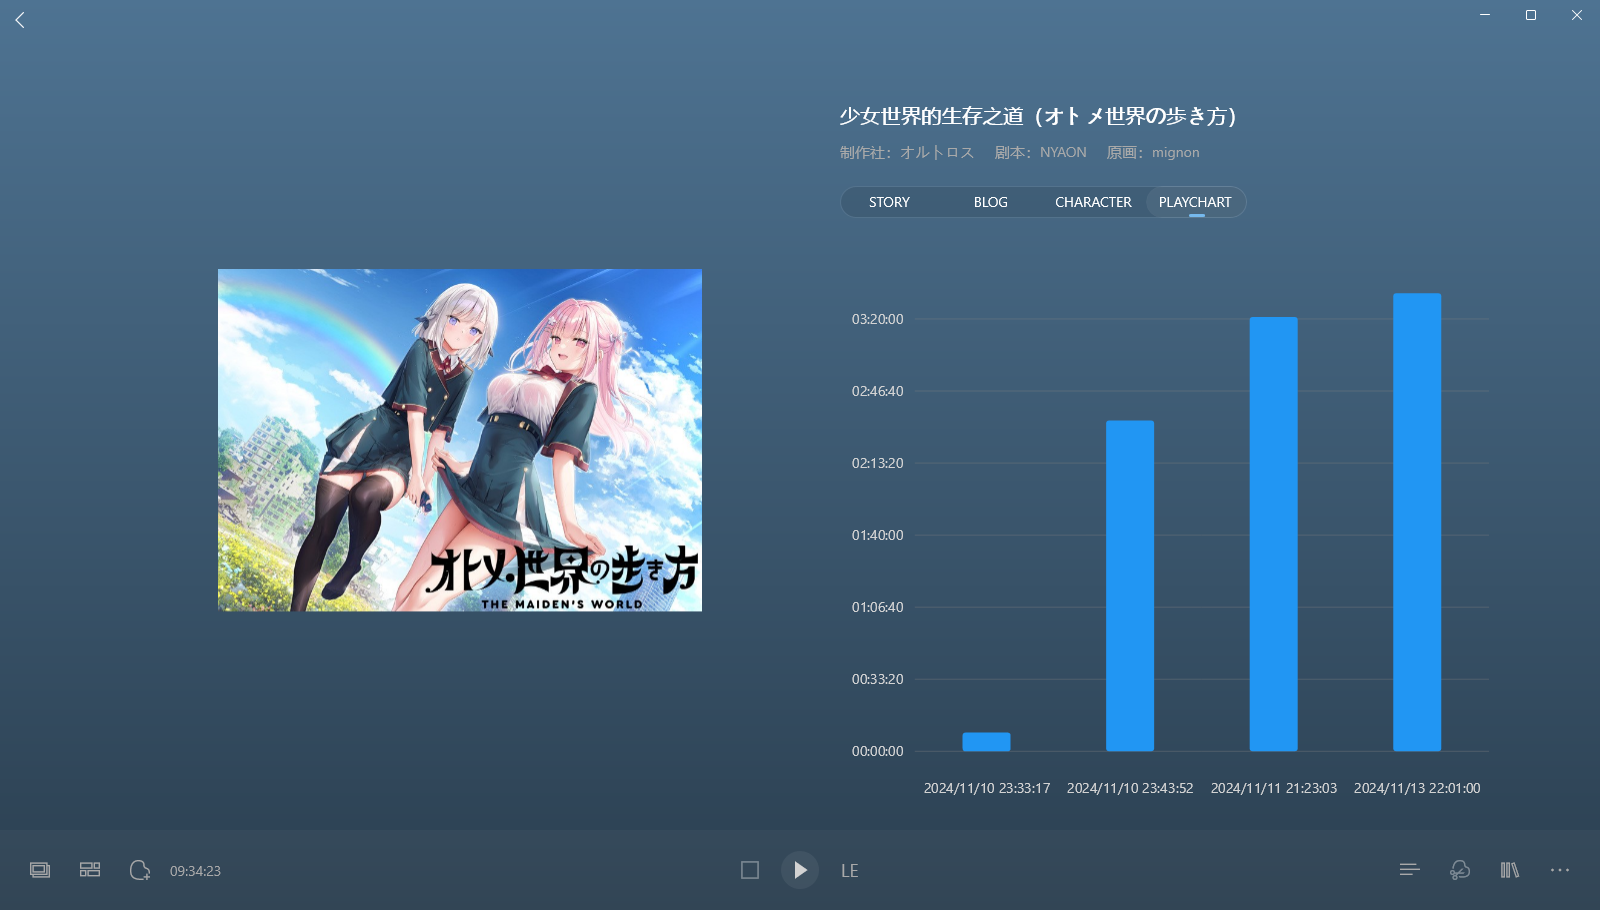 少女世界的生存之道（オトメ世界の歩き方）
制作社：オルトロス 剧本：NYAON 原画：mignon
STORY BLOG CHARACTER PLAYCHART
オトメ世界の歩き方
THE MAIDEN'S WORLD
03:20:00
02:46:40
02:13:20
01:40:00
01:06:40
00:33:20
00:00:00
2024/11/10 23:33:17 2024/11/10 23:43:52 2024/11/11 21:23:03 2024/11/13 22:01:00
09:34:23 LE